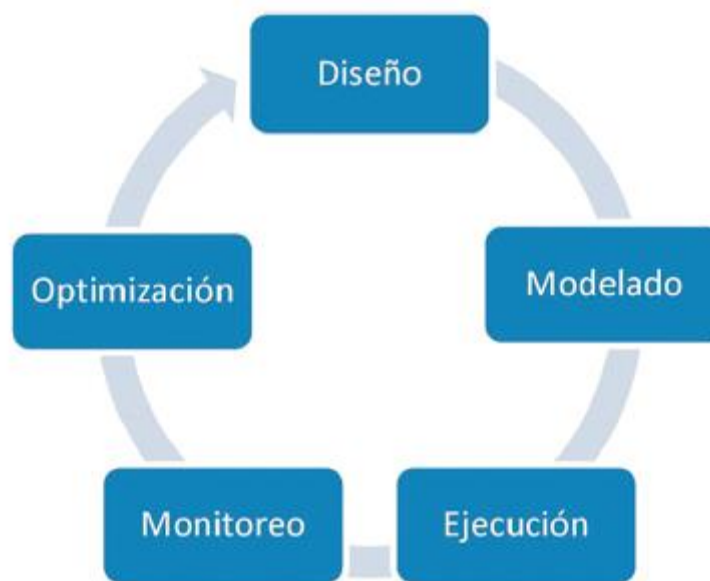 Diseño
Modelado
Ejecución
Monitoreo
Optimización